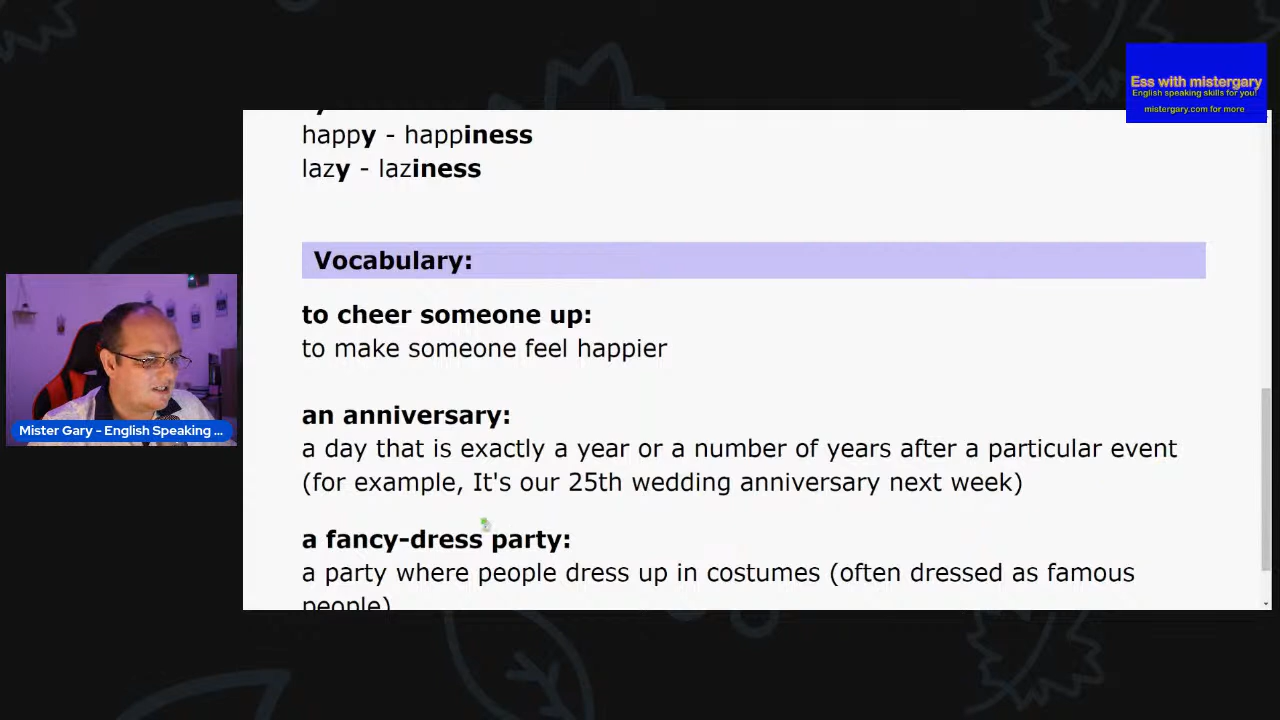 Ess with mistergary
English speaking skills for you!
mistergary.com for more
happy - happiness
lazy - laziness
Vocabulary:
to cheer someone up:
to make someone feel happier
an anniversary:
a day that is exactly a year or a number of years after a particular event
(for example, It's our 25th wedding anniversary next week)
a fancy-dress party:
a party where people dress up in costumes (often dressed as famous
people)
Mister Gary - English Speaking ...